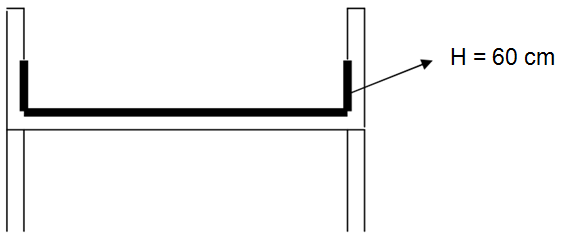 H = 60 cm